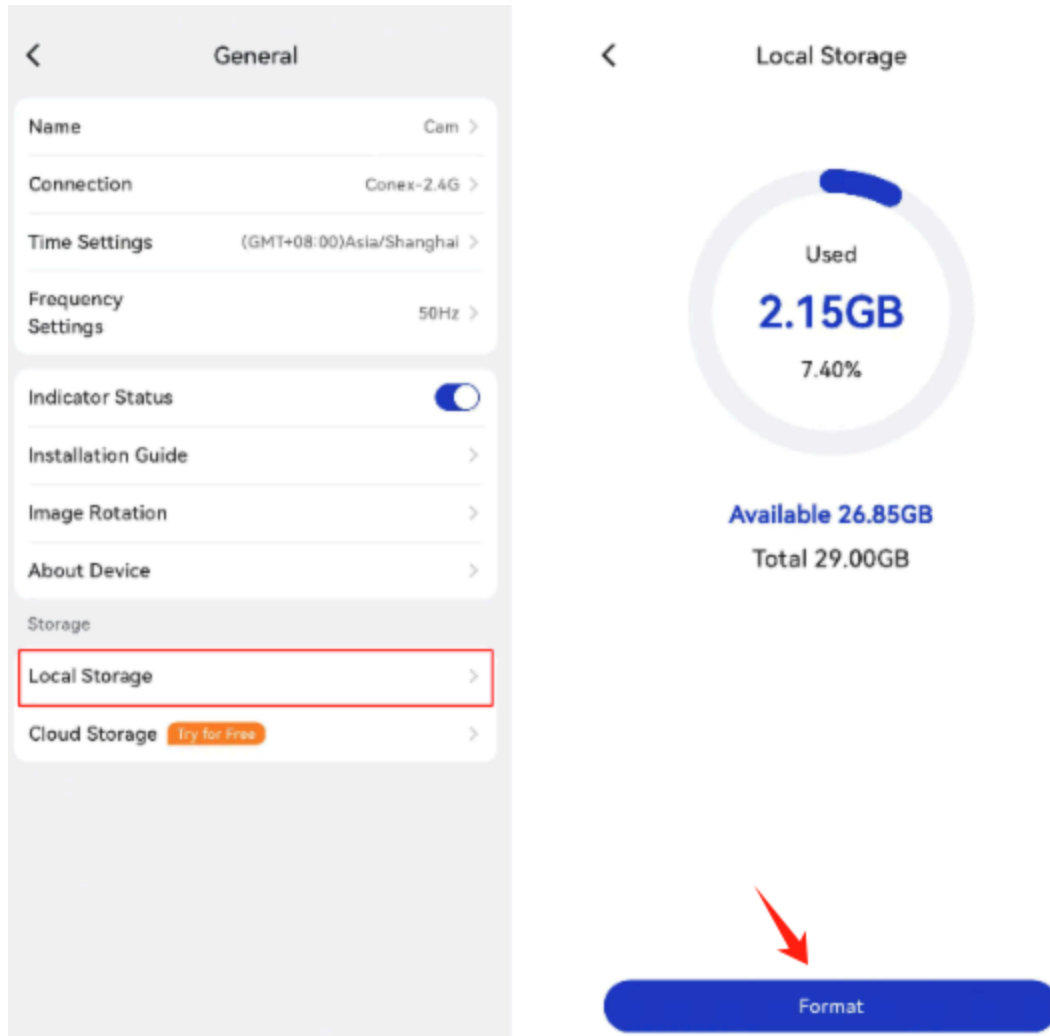 General
Name
Cam
Connection
Conex-2.4G
Time Settings
(GMT+08:00)Asia/Shanghai
Frequency
Settings
50Hz
Indicator Status
Installation Guide
Image Rotation
About Device
Storage
Local Storage
Cloud Storage Try for Free
Local Storage
Used
2.15GB
7.40%
Available 26.85GB
Total 29.00GB
Format